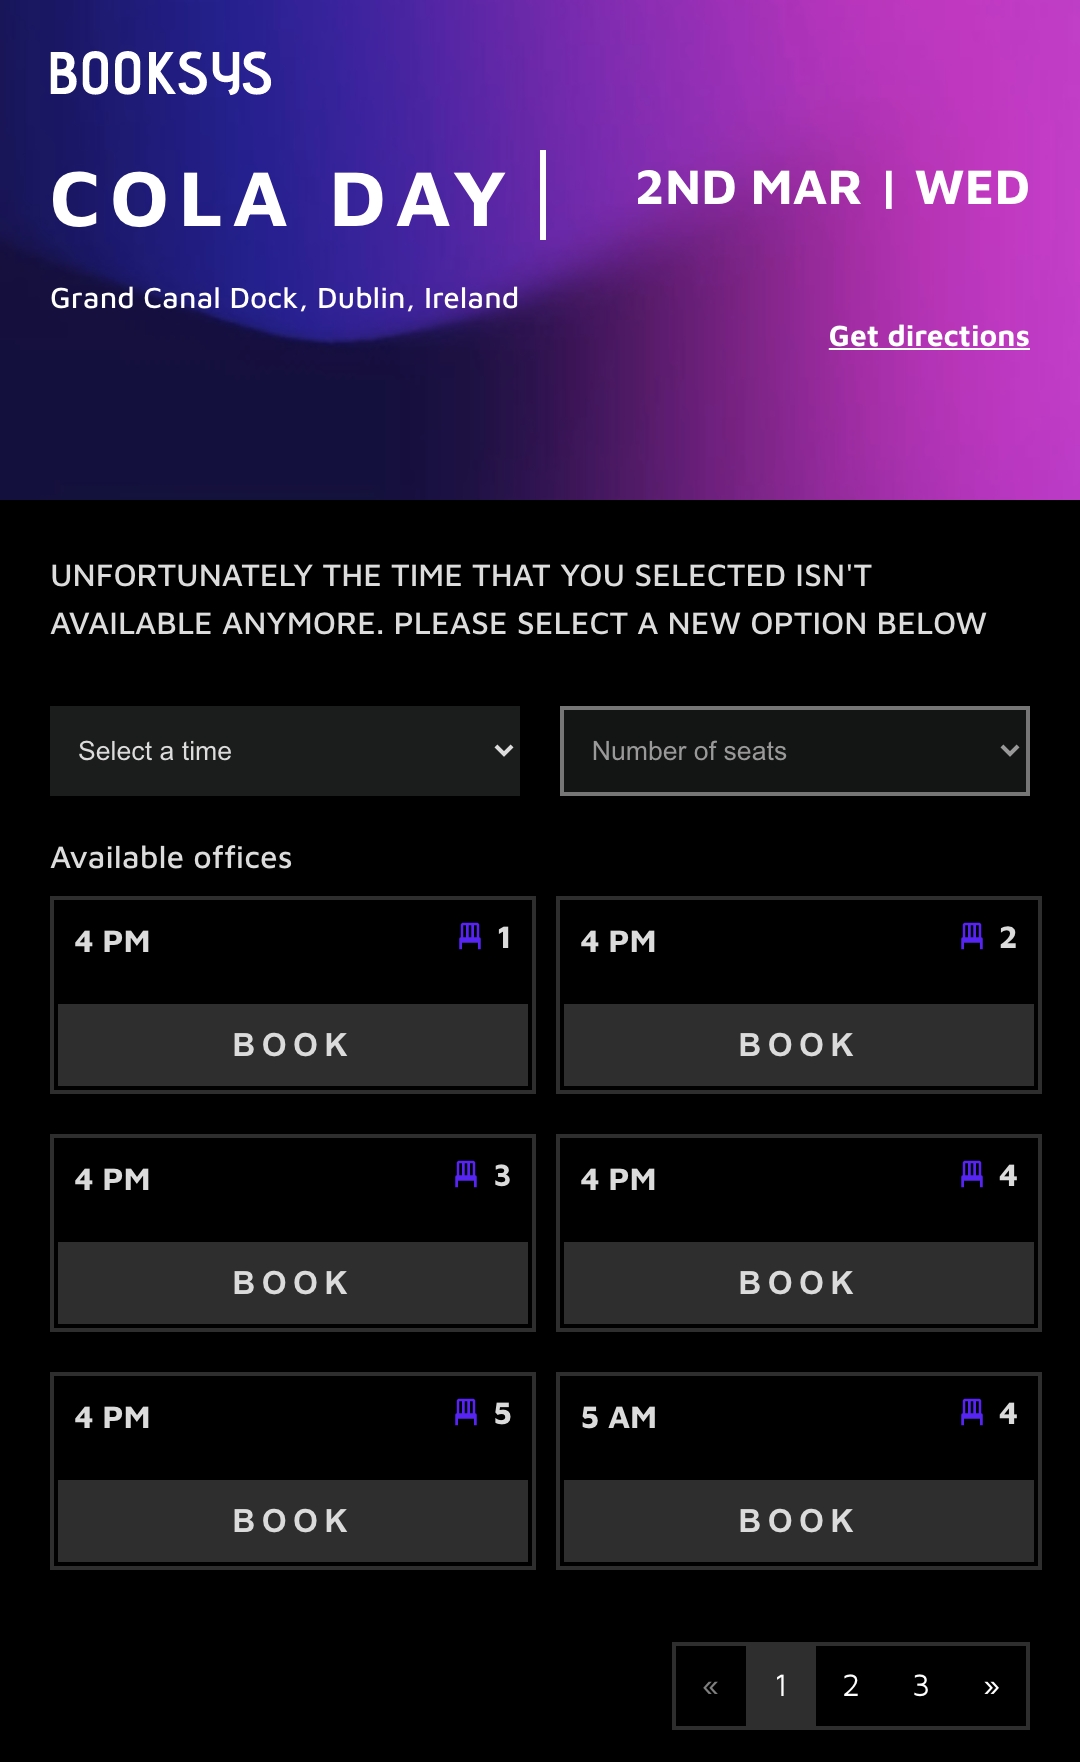 BOOKSYS
COLA DAY
2ND MAR | WED
Grand Canal Dock, Dublin, Ireland
Get directions
UNFORTUNATELY THE TIME THAT YOU SELECTED ISN'T
AVAILABLE ANYMORE. PLEASE SELECT A NEW OPTION BELOW
Select a time
Number of seats
Available offices
4 PM 1
BOOK
4 PM 2
BOOK
4 PM 3
BOOK
4 PM 4
BOOK
4 PM 5
BOOK
5 AM 4
BOOK
« 1 2 3 »